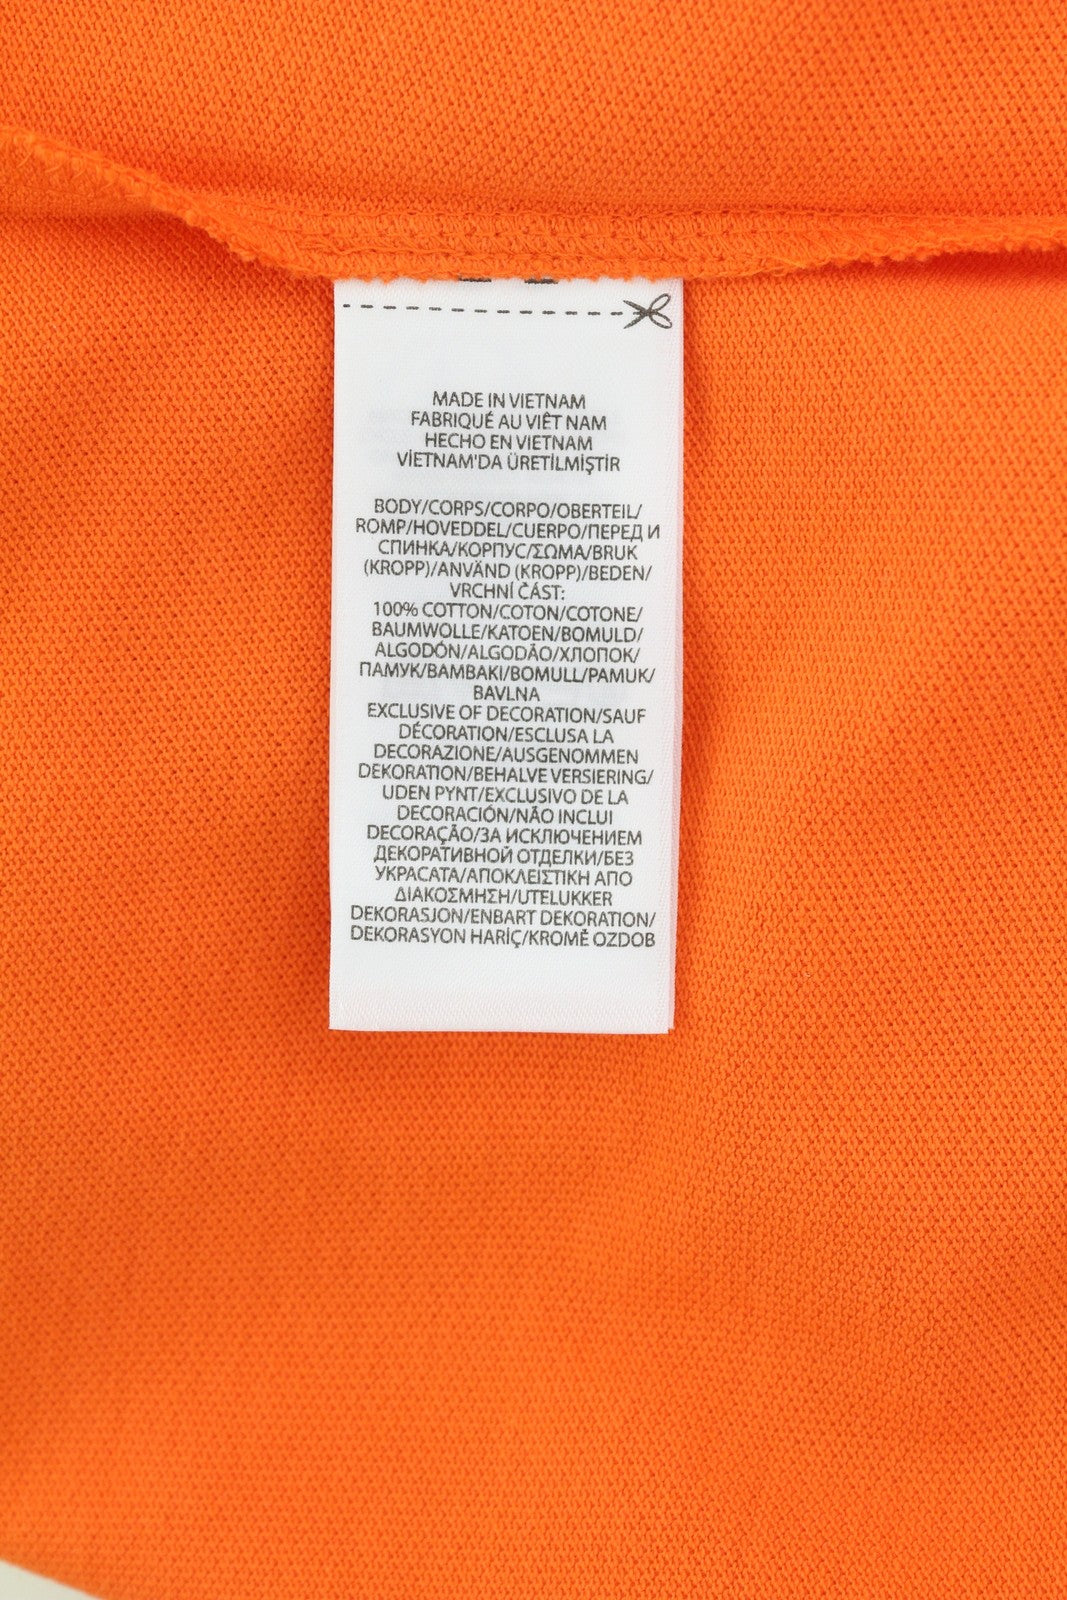 MADE IN VIETNAM
FABRIQUÉ AU VIÊT NAM
HECHO EN VIETNAM
VİETNAM'DA ÜRETİLMİŞTİR
BODY/CORPS/CORPO/OBERTEIL/
ROMP/HOVEDDEL/CUERPO/ПЕРЕД И
СПИНКА/КОРПУС/ΣΩΜΑ/BRUK
(KROPP)/ANVÄND (KROPP)/BEDEN/
VRCHNÍ ČÁST:
100% COTTON/COTON/COTONE/
BAUMWOLLE/KATOEN/BOMULD/
ALGODÓN/ALGODÃO/ХЛОПОК/
ПАМУК/BAMBAKI/BOMULL/PAMUK/
BAVLNA
EXCLUSIVE OF DECORATION/SAUF
DÉCORATION/ESCLUSA LA
DECORAZIONE/AUSGENOMMEN
DEKORATION/BEHALVE VERSIERING/
UDEN PYNT/EXCLUSIVO DE LA
DECORACIÓN/NÃO INCLUI
DECORAÇÃO/ЗА ИСКЛЮЧЕНИЕМ
ДЕКОРАТИВНОЙ ОТДЕЛКИ/БЕЗ
УКРАСАТА/ΑΠΟΚΛΕΙΣΤΙΚΗ ΑΠΟ
ΔΙΑΚΟΣΜΗΣΗ/UTELUKKER
DEKORASJON/ENBART DEKORATION/
DEKORASYON HARİÇ/KROMĚ OZDOB